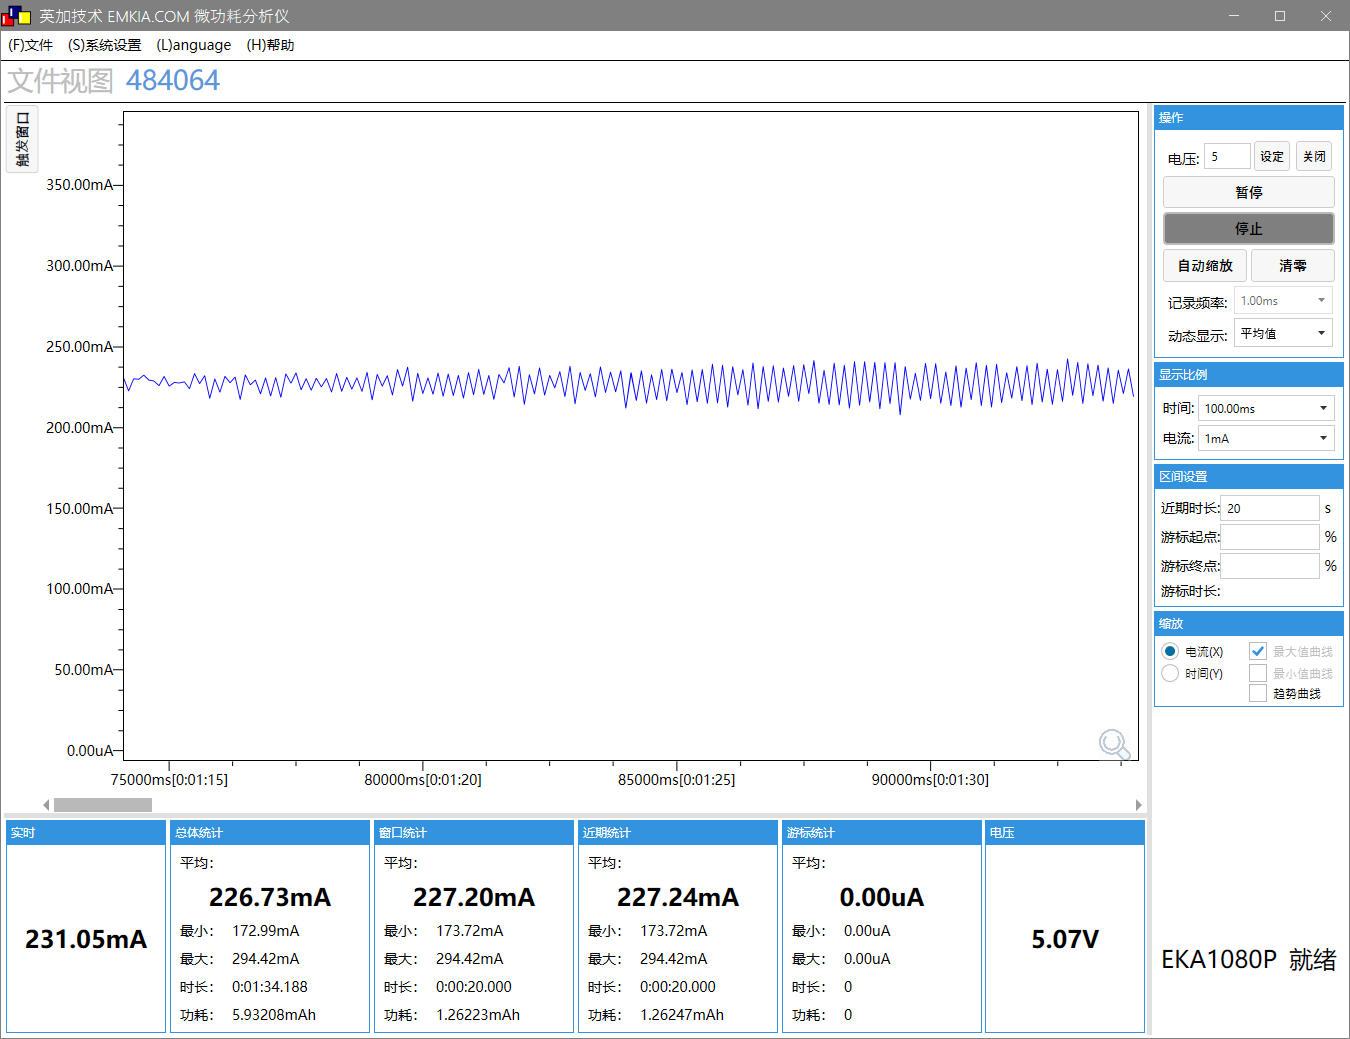 英加技术 EMKIA.COM 微功耗分析仪
(F)文件 (S)系统设置 (L)anguage (H)帮助
文件视图 484064
触发窗口
350.00mA
300.00mA
250.00mA
200.00mA
150.00mA
100.00mA
50.00mA
0.00uA
75000ms[0:01:15] 80000ms[0:01:20] 85000ms[0:01:25] 90000ms[0:01:30]
操作
电压: 5 设定 关闭
暂停
停止
自动缩放 清零
记录频率: 1.00ms
动态显示: 平均值
显示比例
时间: 100.00ms
电流: 1mA
区间设置
近期时长: 20 s
游标起点: %
游标终点: %
游标时长:
缩放
电流(X) 最大值曲线
时间(Y) 最小值曲线
趋势曲线
实时
231.05mA
总体统计
平均:
226.73mA
最小: 172.99mA
最大: 294.42mA
时长: 0:01:34.188
功耗: 5.93208mAh
窗口统计
平均:
227.20mA
最小: 173.72mA
最大: 294.42mA
时长: 0:00:20.000
功耗: 1.26223mAh
近期统计
平均:
227.24mA
最小: 173.72mA
最大: 294.42mA
时长: 0:00:20.000
功耗: 1.26247mAh
游标统计
平均:
0.00uA
最小: 0.00uA
最大: 0.00uA
时长: 0
功耗: 0
电压
5.07V
EKA1080P 就绪